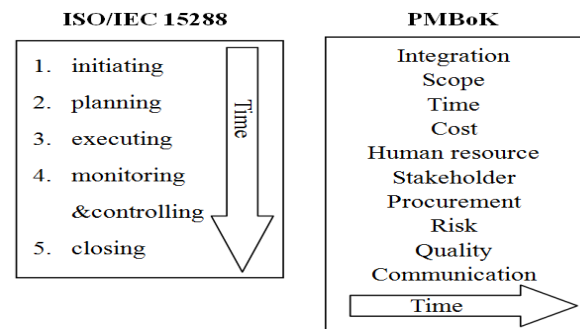 ISO/IEC 15288
1. initiating
2. planning
3. executing
4. monitoring
&controlling
5. closing
Time
PMBoK
Integration
Scope
Time
Cost
Human resource
Stakeholder
Procurement
Risk
Quality
Communication
Time